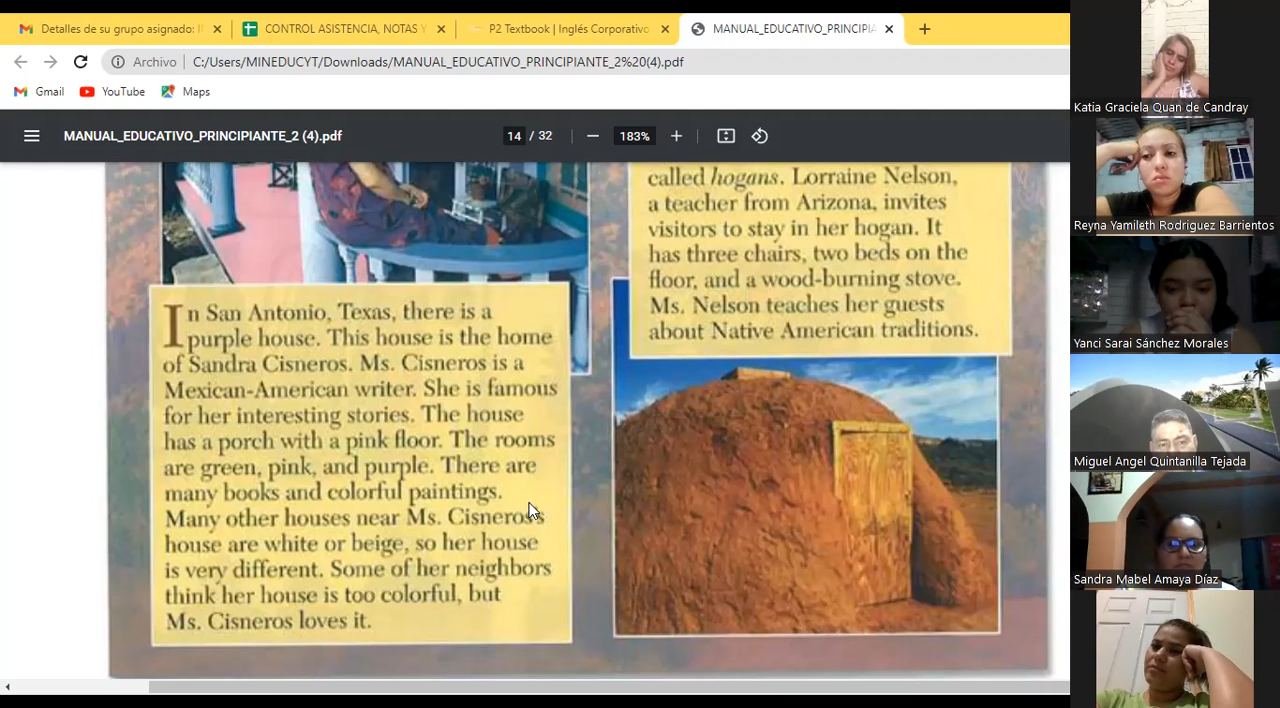 Detalles de su grupo asignado: I
CONTROL ASISTENCIA, NOTAS Y
P2 Textbook | Inglés Corporativo
MANUAL_EDUCATIVO_PRINCIPIA
Archivo
C:/Users/MINEDUCYT/Downloads/MANUAL_EDUCATIVO_PRINCIPIANTE_2%20(4).pdf
Gmail
YouTube
Maps
MANUAL_EDUCATIVO_PRINCIPIANTE_2 (4).pdf
14 / 32
183%
In San Antonio, Texas, there is a
purple house. This house is the home
of Sandra Cisneros. Ms. Cisneros is a
Mexican-American writer. She is famous
for her interesting stories. The house
has a porch with a pink floor. The rooms
are green, pink, and purple. There are
many books and colorful paintings.
Many other houses near Ms. Cisneros's
house are white or beige, so her house
is very different. Some of her neighbors
think her house is too colorful, but
Ms. Cisneros loves it.
called hogans. Lorraine Nelson,
a teacher from Arizona, invites
visitors to stay in her hogan. It
has three chairs, two beds on the
floor, and a wood-burning stove.
Ms. Nelson teaches her guests
about Native American traditions.
Katia Graciela Quan de Candray
Reyna Yamileth Rodriguez Barrientos
Yanci Sarai Sánchez Morales
Miguel Angel Quintanilla Tejada
Sandra Mabel Amaya Díaz